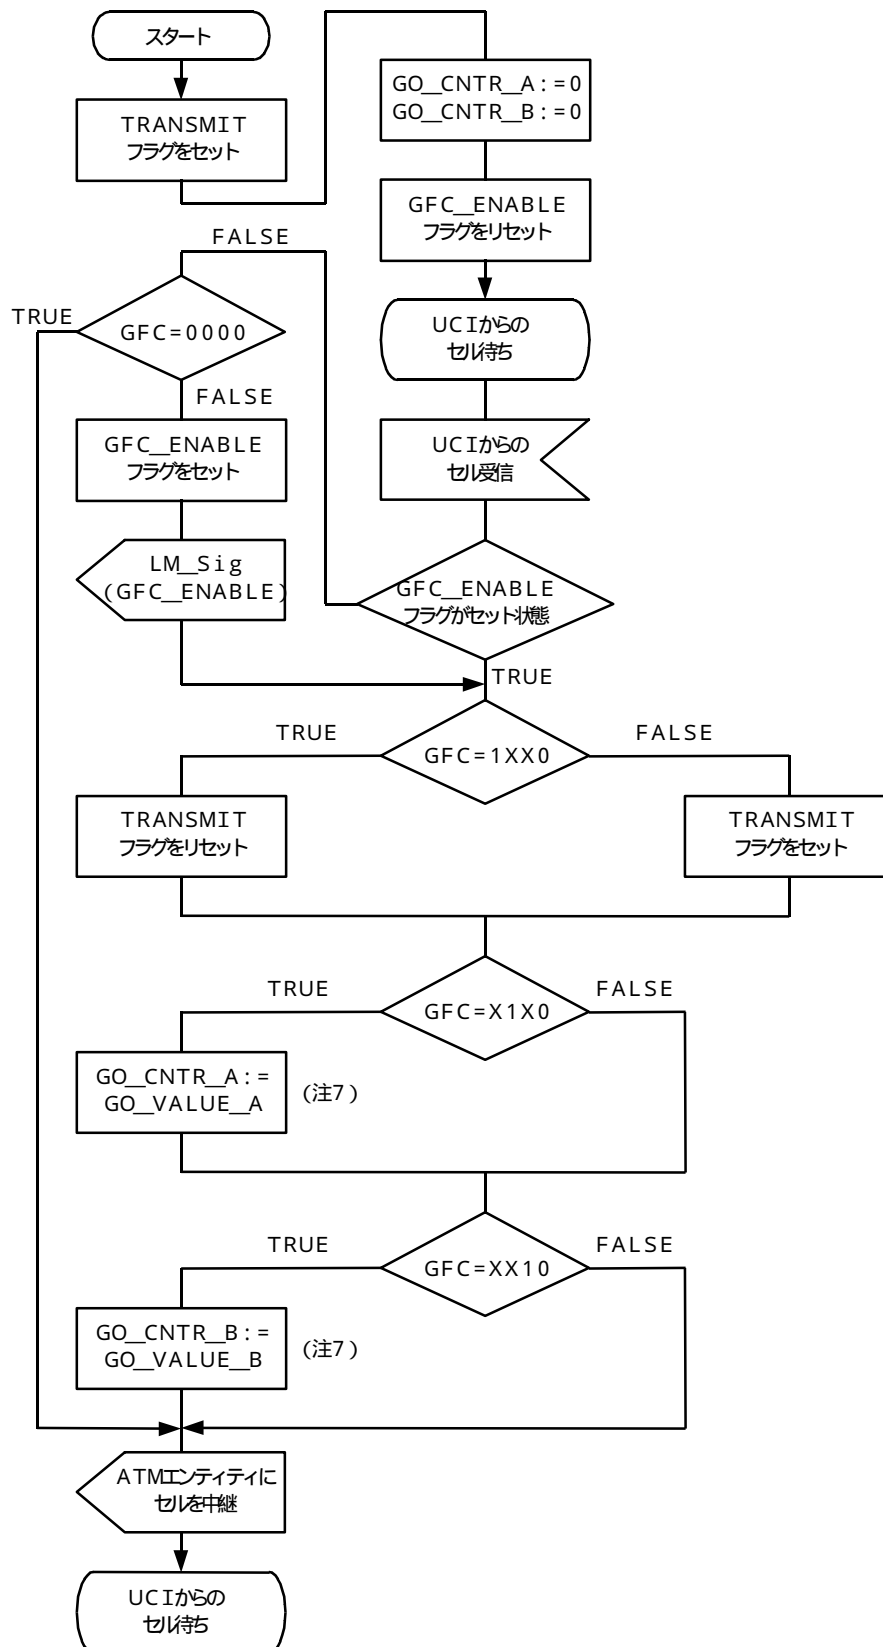 スタート
TRANSMIT
フラグをセット
GO_CNTR_A:=0
GO_CNTR_B:=0
GFC_ENABLE
フラグをリセット
UCIからの
セル待ち
UCIからの
セル受信
GFC_ENABLE
フラグがセット状態
FALSE
TRUE
GFC=0000
TRUE
FALSE
GFC_ENABLE
フラグをセット
LM_Sig
(GFC_ENABLE)
GFC=1XX0
TRUE
FALSE
TRANSMIT
フラグをリセット
TRANSMIT
フラグをセット
GFC=X1X0
TRUE
FALSE
GO_CNTR_A:=
GO_VALUE_A
(注7)
GFC=XX10
TRUE
FALSE
GO_CNTR_B:=
GO_VALUE_B
(注7)
ATMエンティティに
セルを中継
UCIからの
セル待ち